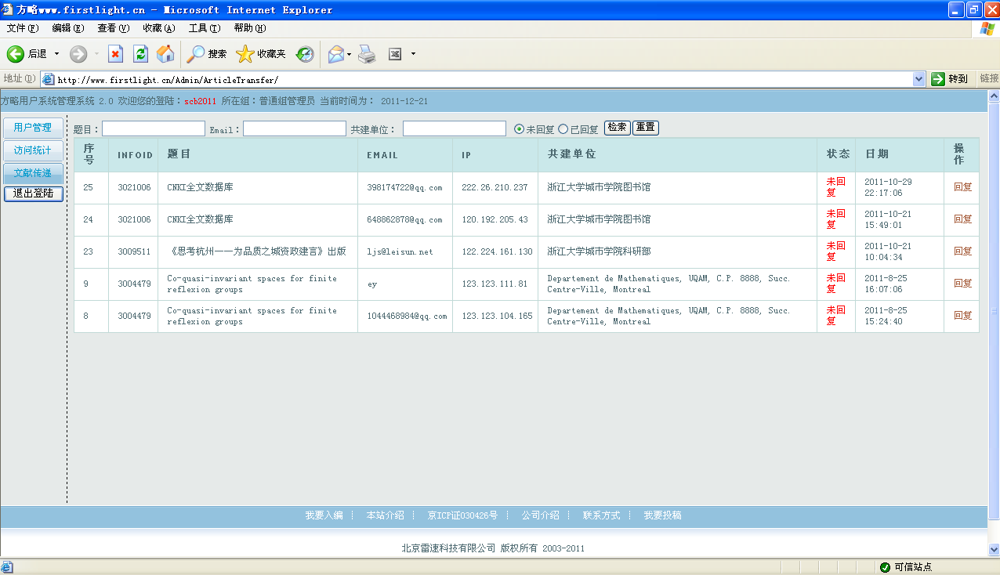 方略www.firstlight.cn - Microsoft Internet Explorer
文件(F) 编辑(E) 查看(V) 收藏(A) 工具(T) 帮助(H)
后退 搜索 收藏夹
地址(D) http://www.firstlight.cn/Admin/ArticleTransfer/ 转到 链接
方略用户系统管理系统 2.0 欢迎您的登陆：scb2011 所在组：普通组管理员 当前时间为： 2011-12-21
用户管理
访问统计
文献传递
退出登陆
题目： Email： 共建单位： 未回复 已回复 检索 重置
序号 INFOID 题目 EMAIL IP 共建单位 状态 日期 操作
25 3021006 CNKI全文数据库 398174722@qq.com 222.26.210.237 浙江大学城市学院图书馆 未回复 2011-10-29 22:17:06 回复
24 3021006 CNKI全文数据库 648862878@qq.com 120.192.205.43 浙江大学城市学院图书馆 未回复 2011-10-21 15:49:01 回复
23 3009511 《思考杭州——为品质之城资政建言》出版 ljs@leisun.net 122.224.161.130 浙江大学城市学院科研部 未回复 2011-10-21 10:04:34 回复
9 3004479 Co-quasi-invariant spaces for finite reflexion groups ey 123.123.111.81 Departement de Mathematiques, UQAM, C.P. 8888, Succ. Centre-Ville, Montreal 未回复 2011-8-25 16:07:06 回复
8 3004479 Co-quasi-invariant spaces for finite reflexion groups 1044468984@qq.com 123.123.104.165 Departement de Mathematiques, UQAM, C.P. 8888, Succ. Centre-Ville, Montreal 未回复 2011-8-25 15:24:40 回复
我要入编 ┊ 本站介绍 ┊ 京ICP证030426号 ┊ 公司介绍 ┊ 联系方式 ┊ 我要投稿
北京雷速科技有限公司 版权所有 2003-2011
可信站点